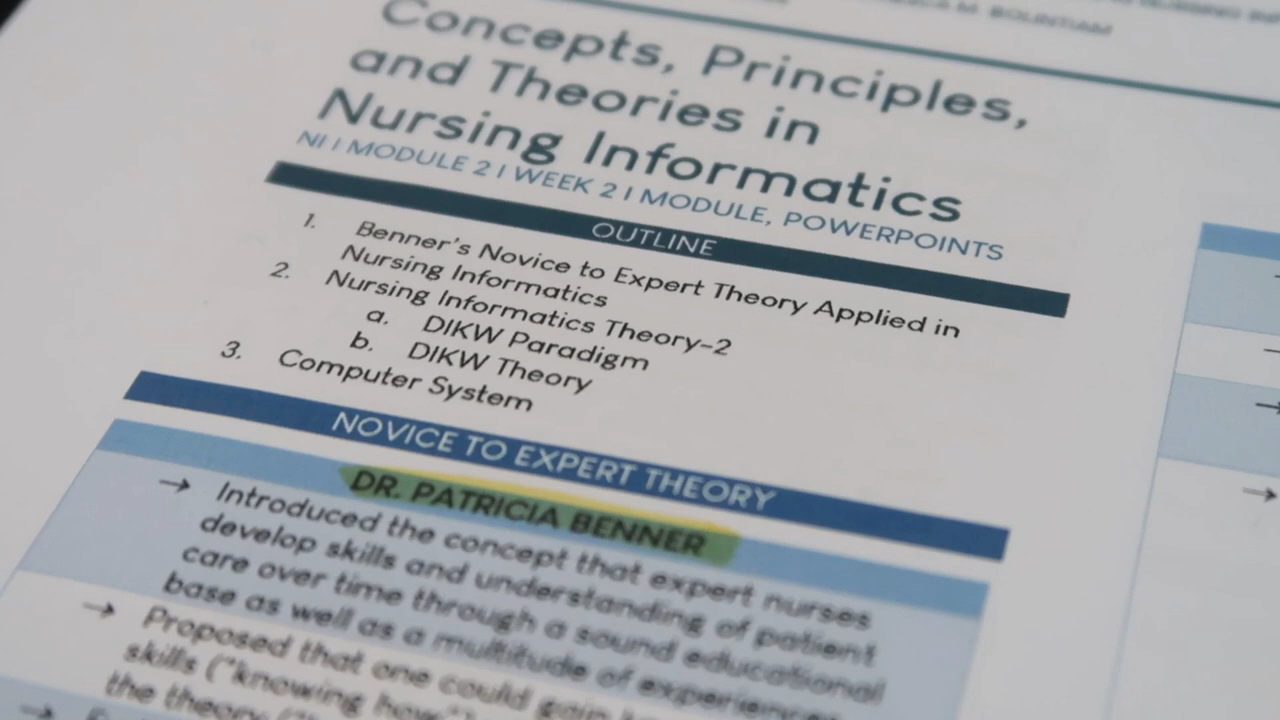 Concepts, Principles,
and Theories in
Nursing Informatics
NI I MODULE 2 I WEEK 2 I MODULE, POWERPOINTS
OUTLINE
1. Benner's Novice to Expert Theory Applied in
Nursing Informatics
2. Nursing Informatics Theory-2
a. DIKW Paradigm
b. DIKW Theory
3. Computer System
NOVICE TO EXPERT THEORY
DR. PATRICIA BENNER
→ Introduced the concept that expert nurses
develop skills and understanding of patient
care over time through a sound educational
base as well as a multitude of experiences
→ Proposed that one could gain
skills ("knowing how")
the theory